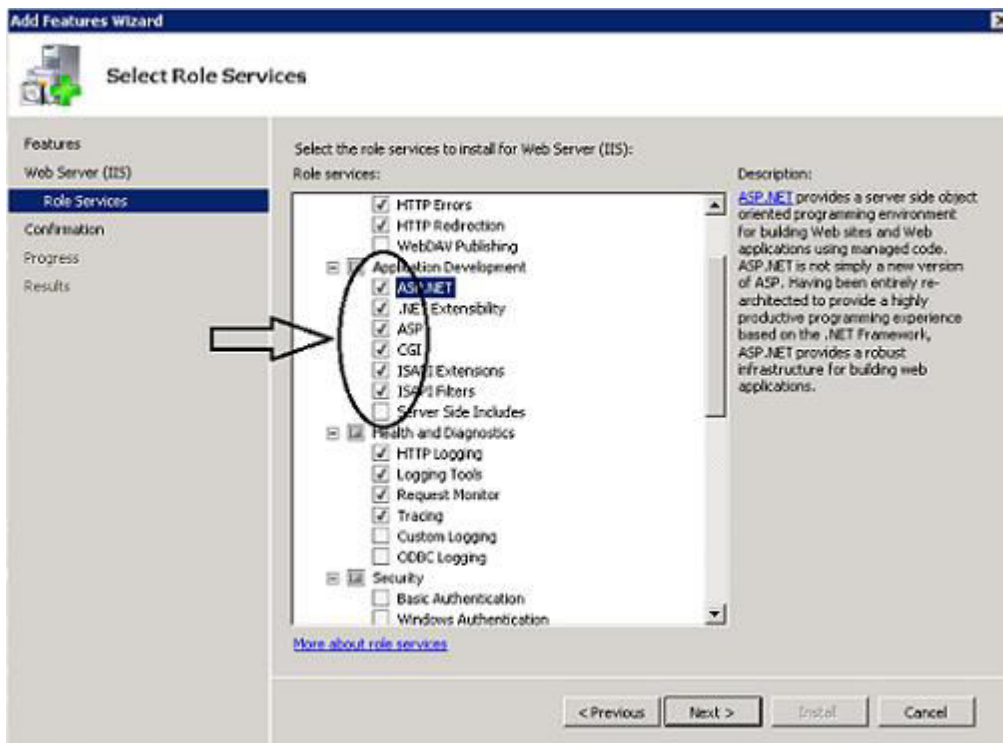 Add Features Wizard
Select Role Services
Features
Web Server (IIS)
Role Services
Confirmation
Progress
Results
Select the role services to install for Web Server (IIS):
Role services:
HTTP Errors
HTTP Redirection
WebDAV Publishing
Application Development
ASP.NET
.NET Extensibility
ASP
CGI
ISAPI Extensions
ISAPI Filters
Server Side Includes
Health and Diagnostics
HTTP Logging
Logging Tools
Request Monitor
Tracing
Custom Logging
ODBC Logging
Security
Basic Authentication
Windows Authentication
More about role services
Description:
ASP.NET provides a server side object
oriented programming environment
for building Web sites and Web
applications using managed code.
ASP.NET is not simply a new version
of ASP. Having been entirely re-
architected to provide a highly
productive programming experience
based on the .NET Framework,
ASP.NET provides a robust
infrastructure for building web
applications.
< Previous
Next >
Install
Cancel